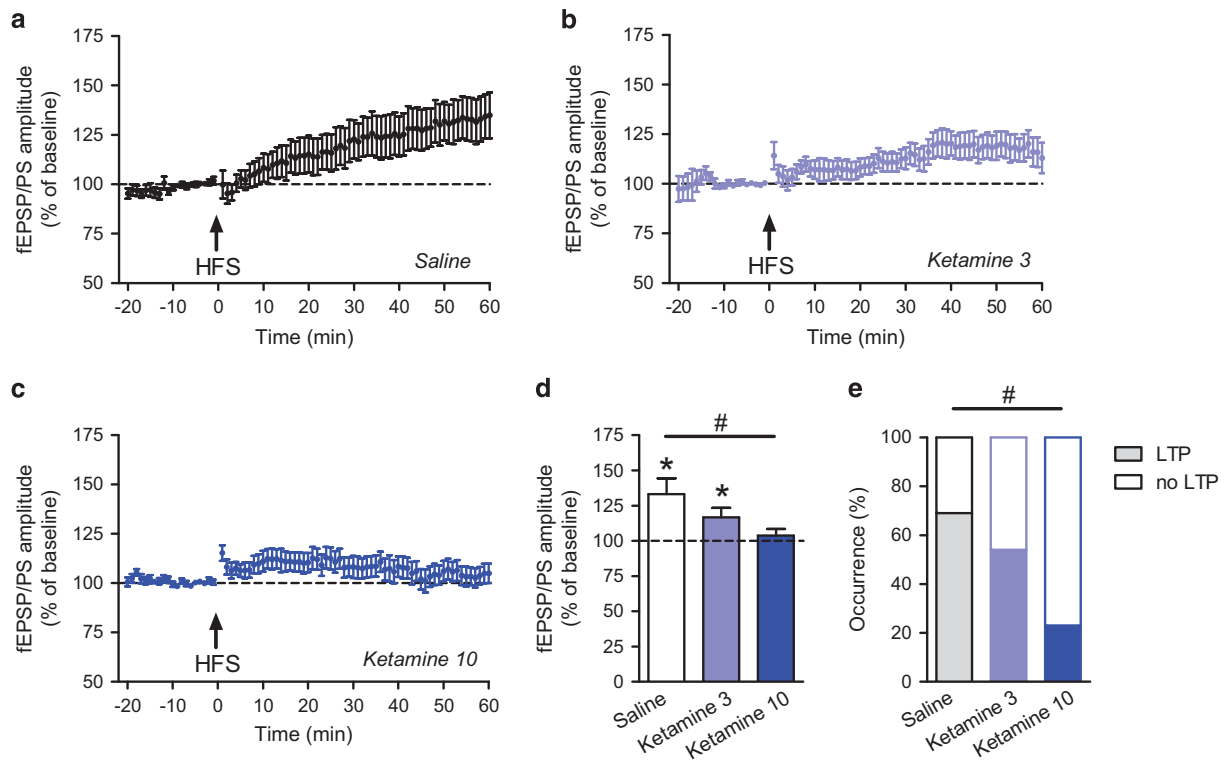 a
fEPSP/PS amplitude
(% of baseline)
175
150
125
100
75
50
HFS
Saline
-20 -10 0 10 20 30 40 50 60
Time (min)
b
fEPSP/PS amplitude
(% of baseline)
175
150
125
100
75
50
HFS
Ketamine 3
-20 -10 0 10 20 30 40 50 60
Time (min)
c
fEPSP/PS amplitude
(% of baseline)
175
150
125
100
75
50
HFS
Ketamine 10
-20 -10 0 10 20 30 40 50 60
Time (min)
d
fEPSP/PS amplitude
(% of baseline)
175
150
125
100
75
50
25
0
#
*
*
Saline
Ketamine 3
Ketamine 10
e
Occurrence (%)
100
80
60
40
20
0
#
Saline
Ketamine 3
Ketamine 10
LTP
no LTP